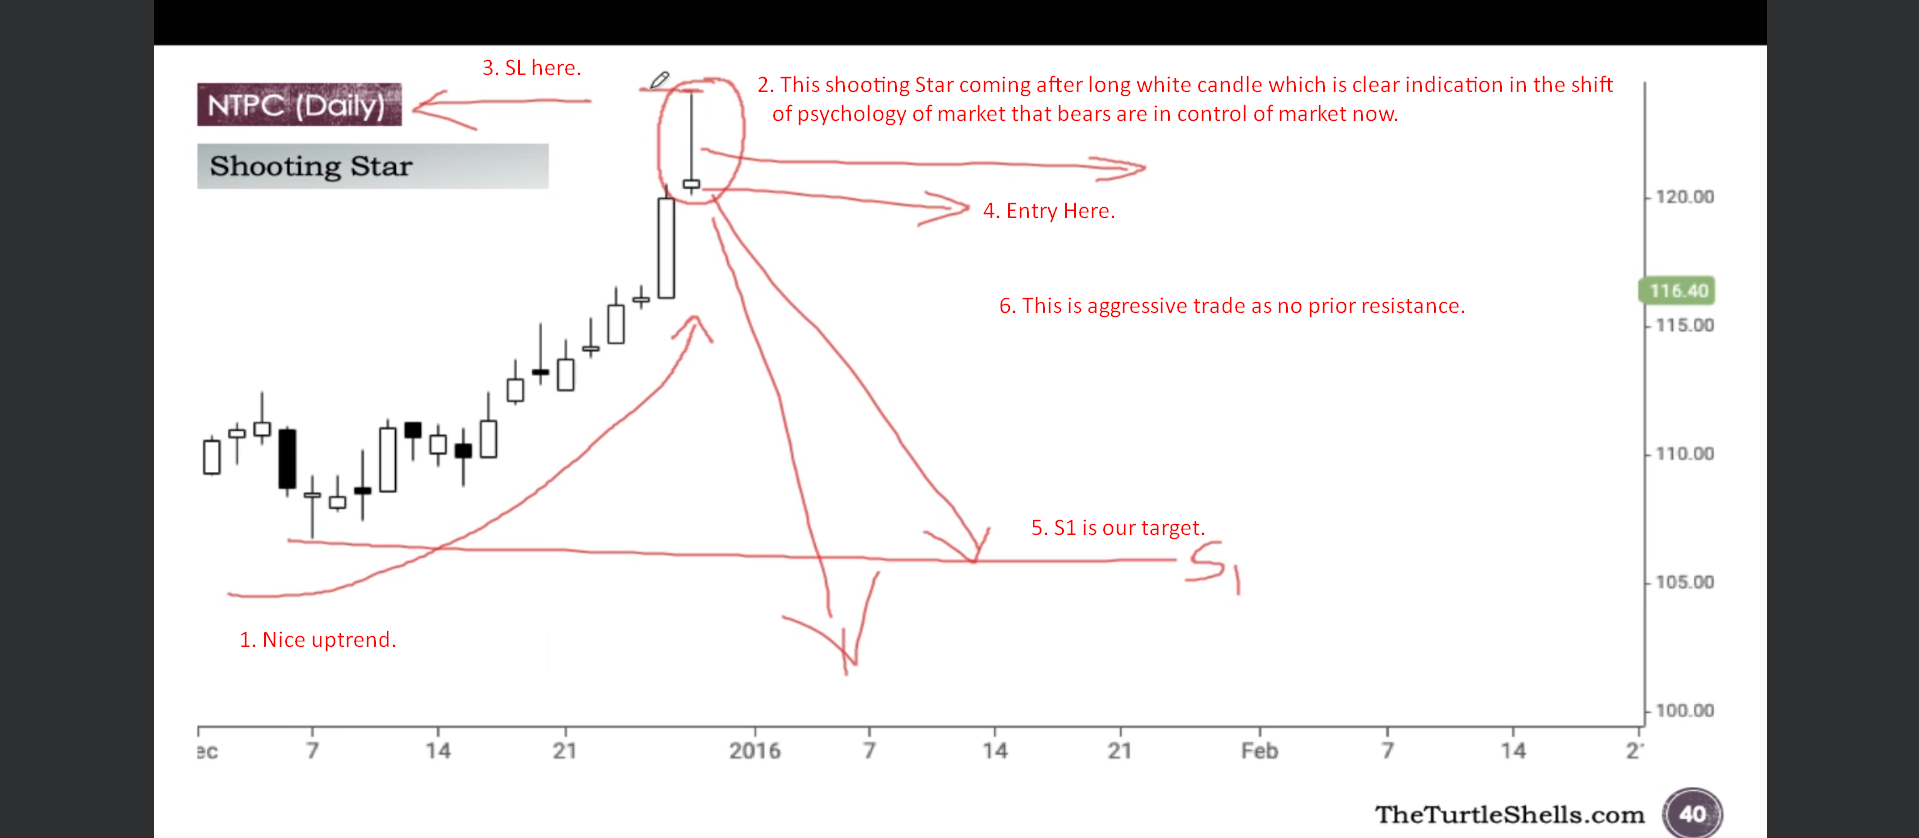 3. SL here.
NTPC (Daily)
2. This shooting Star coming after long white candle which is clear indication in the shift
of psychology of market that bears are in control of market now.
Shooting Star
120.00
4. Entry Here.
116.40
6. This is aggressive trade as no prior resistance.
115.00
110.00
5. S1 is our target.
S1
105.00
1. Nice uptrend.
100.00
ec 7 14 21 2016 7 14 21 Feb 7 14 2
TheTurtleShells.com 40